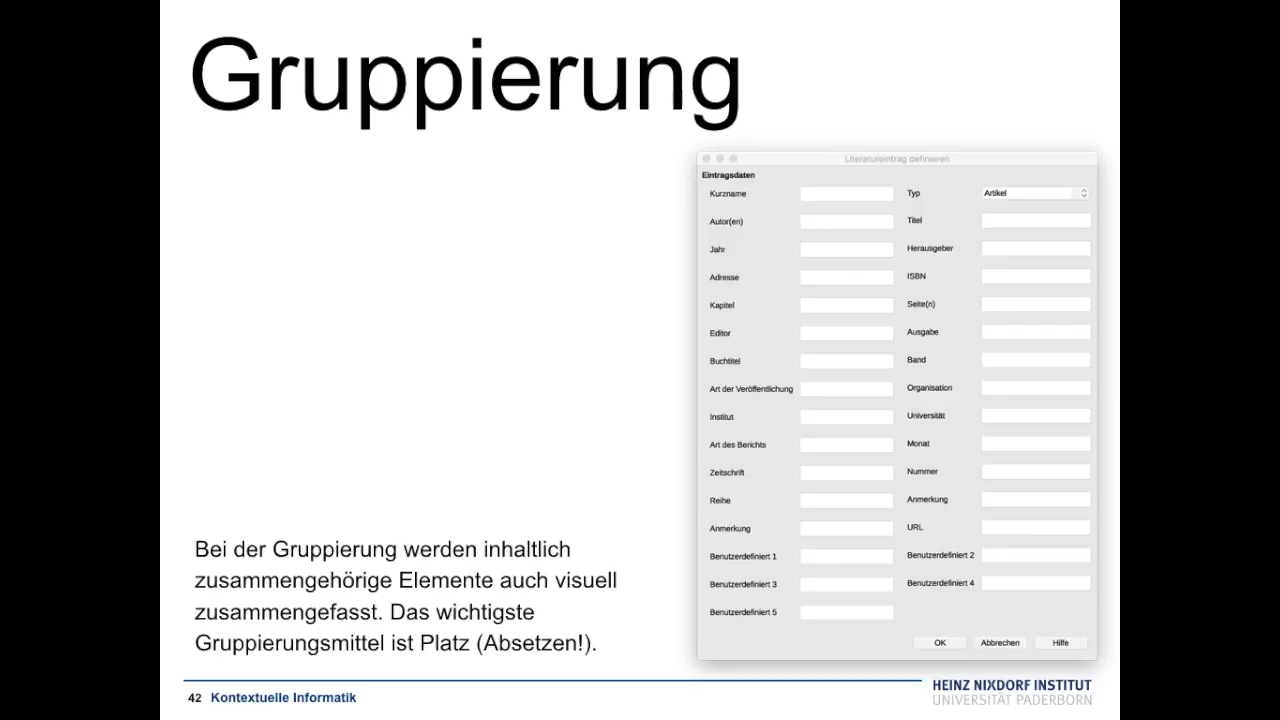 Gruppierung
Literatureintrag definieren
Eintragsdaten
Kurzname
Typ
Artikel
Autor(en)
Titel
Jahr
Herausgeber
Adresse
ISBN
Kapitel
Seite(n)
Editor
Ausgabe
Buchtitel
Band
Art der Veröffentlichung
Organisation
Institut
Universität
Art des Berichts
Monat
Zeitschrift
Nummer
Reihe
Anmerkung
Anmerkung
URL
Benutzerdefiniert 1
Benutzerdefiniert 2
Benutzerdefiniert 3
Benutzerdefiniert 4
Benutzerdefiniert 5
OK
Abbrechen
Hilfe
Bei der Gruppierung werden inhaltlich
zusammengehörige Elemente auch visuell
zusammengefasst. Das wichtigste
Gruppierungsmittel ist Platz (Absetzen!).
42 Kontextuelle Informatik
HEINZ NIXDORF INSTITUT
UNIVERSITÄT PADERBORN